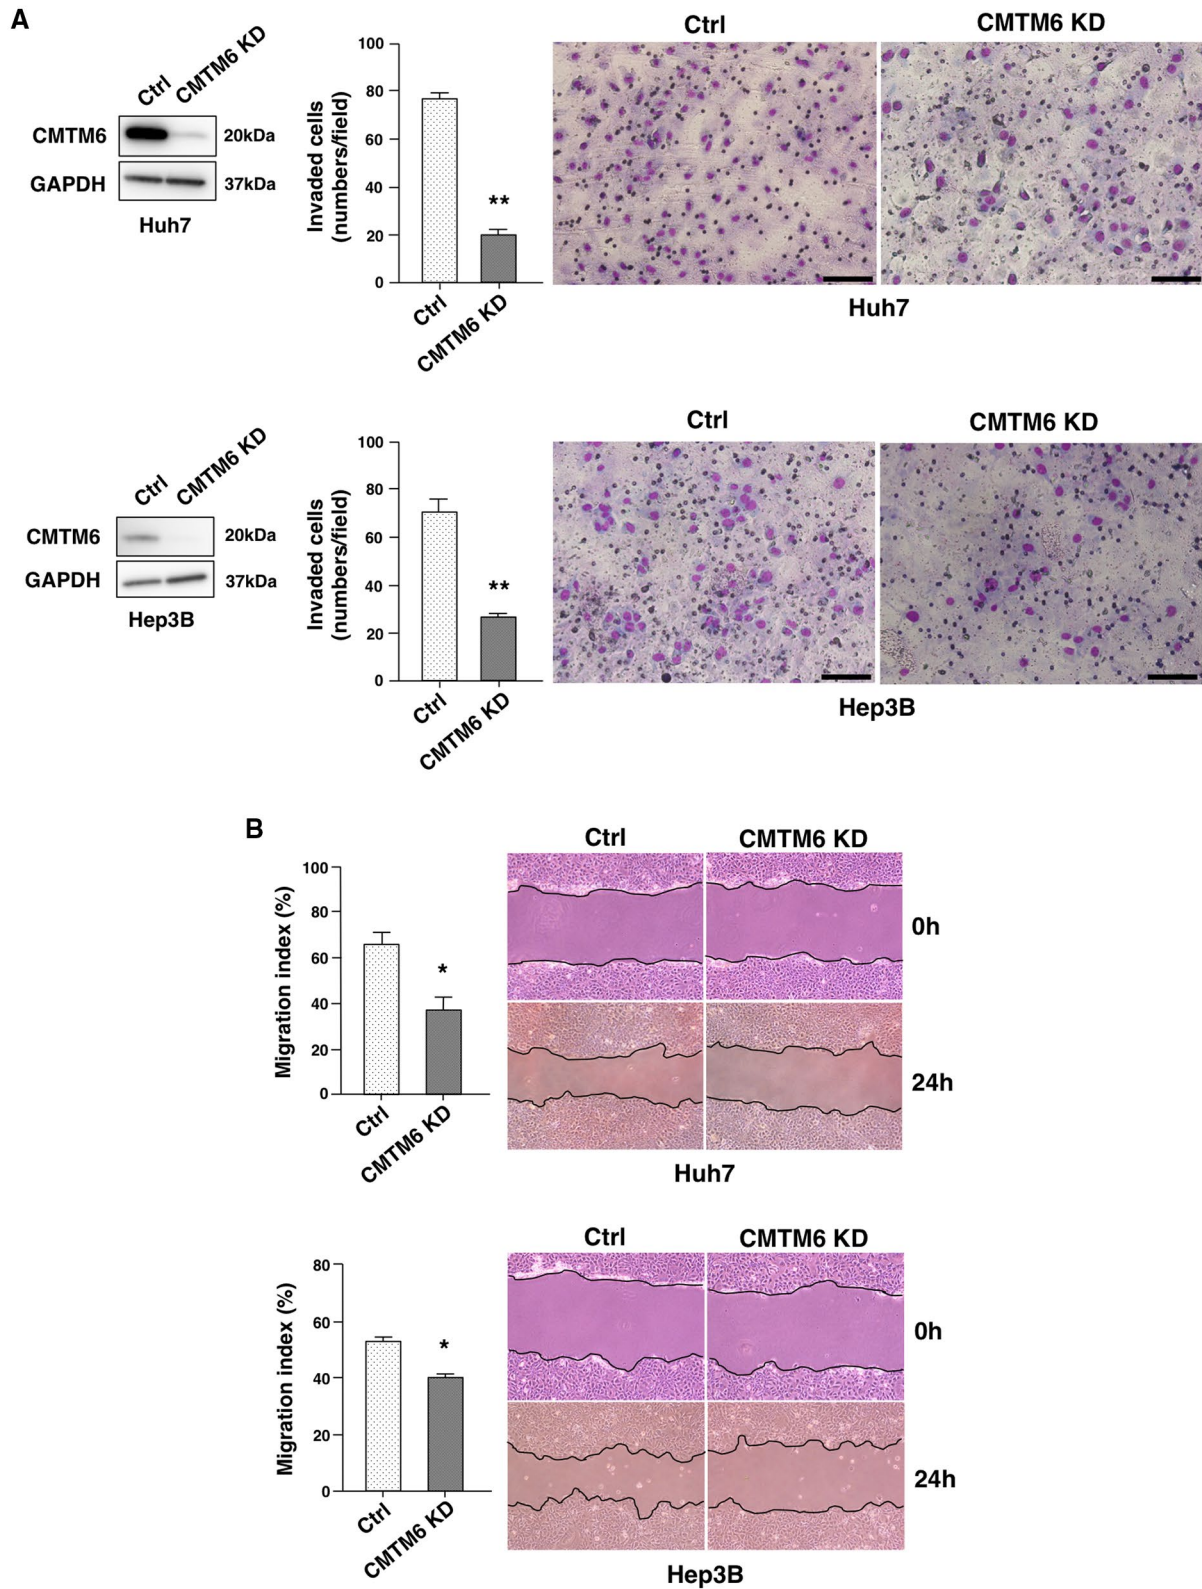 A
Ctrl
CMTM6 KD
CMTM6
20kDa
GAPDH
37kDa
Huh7
Invaded cells
(numbers/field)
100
80
60
40
20
0
**
Ctrl
CMTM6 KD
Ctrl
CMTM6 KD
Huh7
Ctrl
CMTM6 KD
CMTM6
20kDa
GAPDH
37kDa
Hep3B
Invaded cells
(numbers/field)
100
80
60
40
20
0
**
Ctrl
CMTM6 KD
Ctrl
CMTM6 KD
Hep3B
B
Migration index (%)
100
80
60
40
20
0
*
Ctrl
CMTM6 KD
Ctrl
CMTM6 KD
0h
24h
Huh7
Migration index (%)
80
60
40
20
0
*
Ctrl
CMTM6 KD
Ctrl
CMTM6 KD
0h
24h
Hep3B